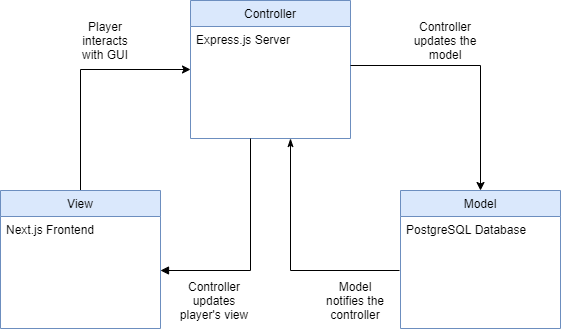 Controller
Express.js Server
Player
interacts
with GUI
Controller
updates the
model
View
Next.js Frontend
Model
PostgreSQL Database
Controller
updates
player's view
Model
notifies the
controller